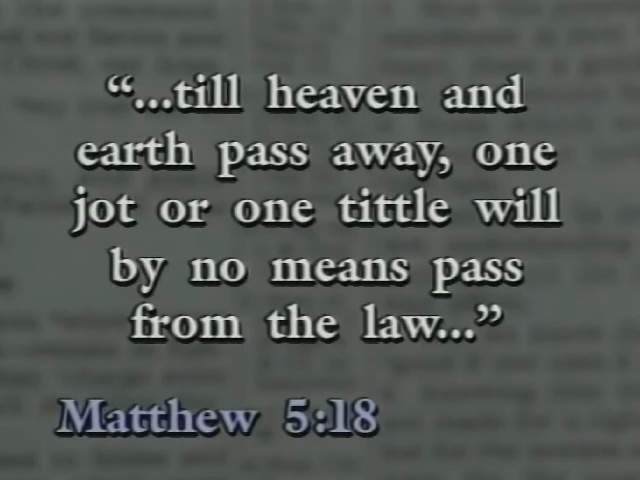 “...till heaven and
earth pass away, one
jot or one tittle will
by no means pass
from the law...”
Matthew 5:18